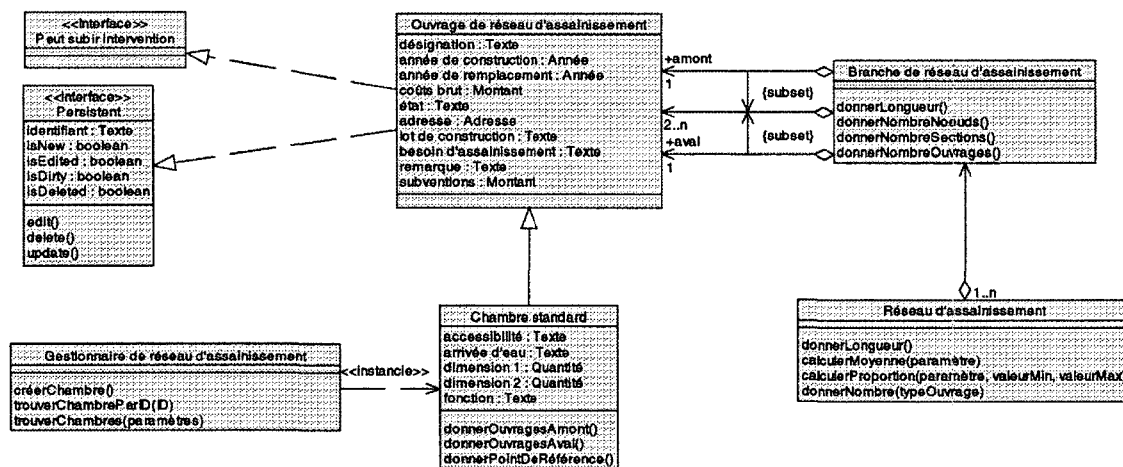 <<Interface>>
Peut subir Intervention
<<Interface>>
Persistent
identifiant : Texte
isNew : boolean
isEdited : boolean
isDirty : boolean
isDeleted : boolean
edit()
delete()
update()
Ouvrage de réseau d'assainissement
désignation : Texte
année de construction : Année
année de remplacement : Année
coûts brut : Montant
état : Texte
adresse : Adresse
lot de construction : Texte
besoin d'assainissement : Texte
remarque : Texte
subventions : Montant
+amont
1
{subset}
2..n
{subset}
+aval
1
Branche de réseau d'assainissement
donnerLongueur()
donnerNombreNoeuds()
donnerNombreSections()
donnerNombreOuvrages()
1..n
Réseau d'assainissement
donnerLongueur()
calculerMoyenne(paramètre)
calculerProportion(paramètre, valeurMin, valeurMax)
donnerNombre(typeOuvrage)
Chambre standard
accessibilité : Texte
arrivée d'eau : Texte
dimension 1 : Quantité
dimension 2 : Quantité
fonction : Texte
donnerOuvragesAmont()
donnerOuvragesAval()
donnerPointDeRéférence()
<<instancie>>
Gestionnaire de réseau d'assainissement
créerChambre()
trouverChambreParID(ID)
trouverChambres(paramètres)